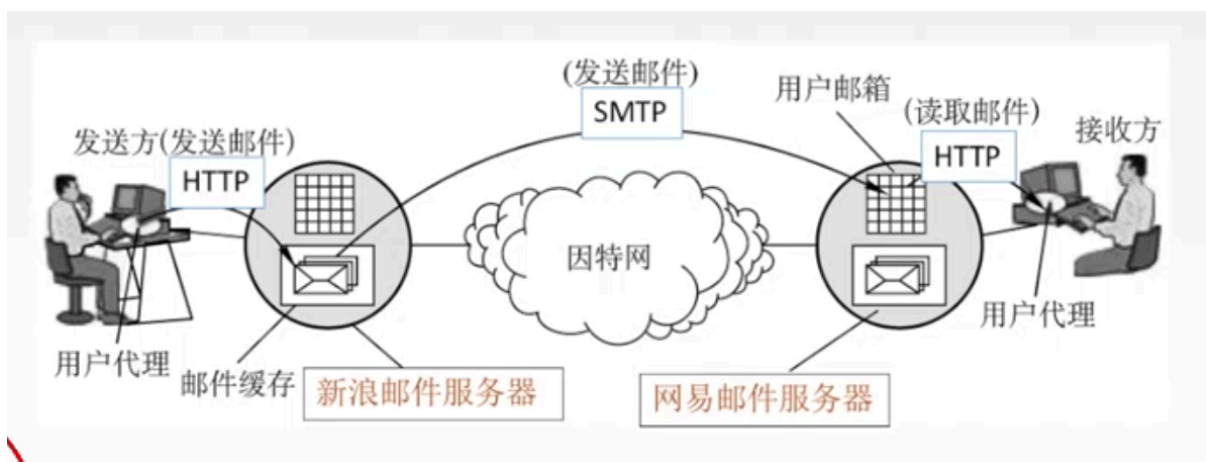 (发送邮件)
SMTP
用户邮箱
(读取邮件)
HTTP
接收方
发送方(发送邮件)
HTTP
因特网
用户代理
邮件缓存
用户代理
新浪邮件服务器
网易邮件服务器